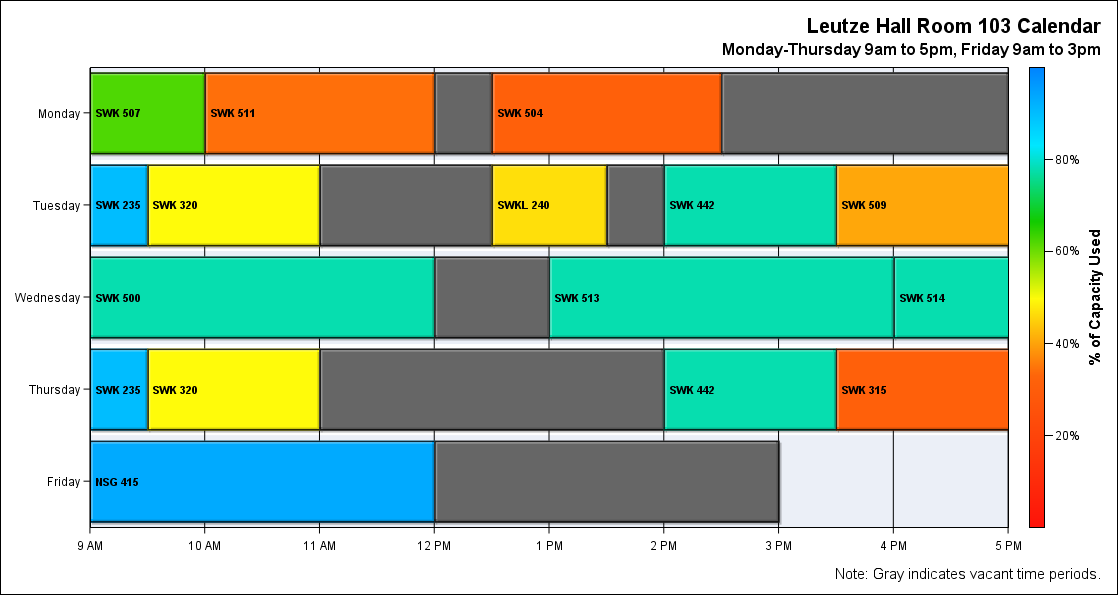 Leutze Hall Room 103 Calendar
Monday-Thursday 9am to 5pm, Friday 9am to 3pm
Monday
SWK 507
SWK 511
SWK 504
Tuesday
SWK 235
SWK 320
SWKL 240
SWK 442
SWK 509
Wednesday
SWK 500
SWK 513
SWK 514
Thursday
SWK 235
SWK 320
SWK 442
SWK 315
Friday
NSG 415
9 AM
10 AM
11 AM
12 PM
1 PM
2 PM
3 PM
4 PM
5 PM
80%
60%
40%
20%
% of Capacity Used
Note: Gray indicates vacant time periods.